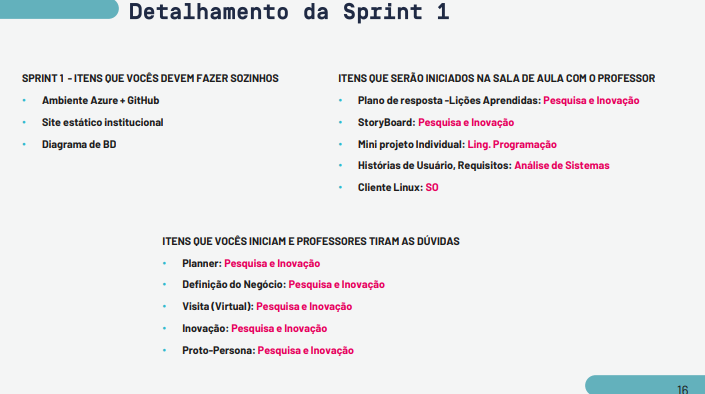 Detalhamento da Sprint 1
SPRINT 1 - ITENS QUE VOCÊS DEVEM FAZER SOZINHOS
• Ambiente Azure + GitHub
• Site estático institucional
• Diagrama de BD
ITENS QUE SERÃO INICIADOS NA SALA DE AULA COM O PROFESSOR
• Plano de resposta -Lições Aprendidas: Pesquisa e Inovação
• StoryBoard: Pesquisa e Inovação
• Mini projeto Individual: Ling. Programação
• Histórias de Usuário, Requisitos: Análise de Sistemas
• Cliente Linux: SO
ITENS QUE VOCÊS INICIAM E PROFESSORES TIRAM AS DÚVIDAS
• Planner: Pesquisa e Inovação
• Definição do Negócio: Pesquisa e Inovação
• Visita (Virtual): Pesquisa e Inovação
• Inovação: Pesquisa e Inovação
• Proto-Persona: Pesquisa e Inovação
16